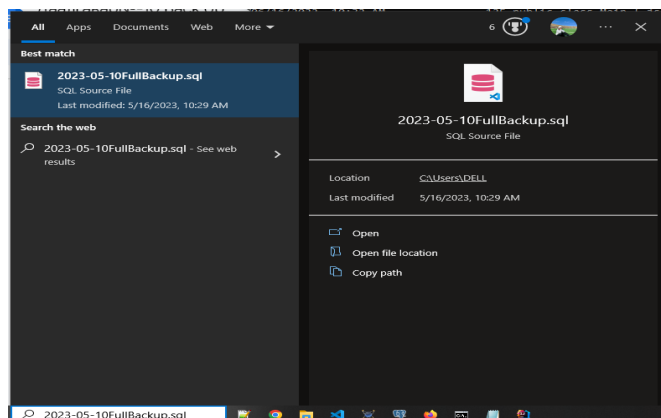 All Apps Documents Web More 6
Best match
2023-05-10FullBackup.sql
SQL Source File
Last modified: 5/16/2023, 10:29 AM
Search the web
2023-05-10FullBackup.sql - See web
results
2023-05-10FullBackup.sql
SQL Source File
Location C:\Users\DELL
Last modified 5/16/2023, 10:29 AM
Open
Open file location
Copy path
2023-05-10FullBackup.sql